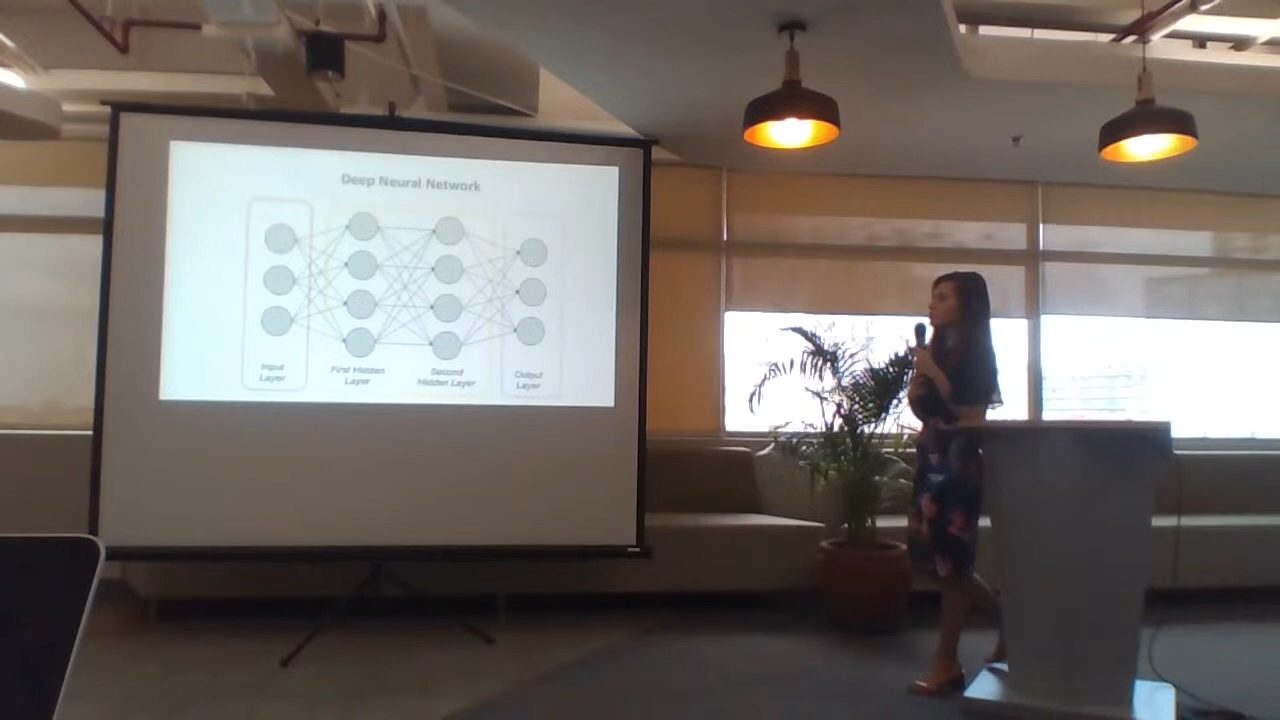 Deep Neural Network
Input
Layer
First Hidden
Layer
Second
Hidden Layer
Output
Layer